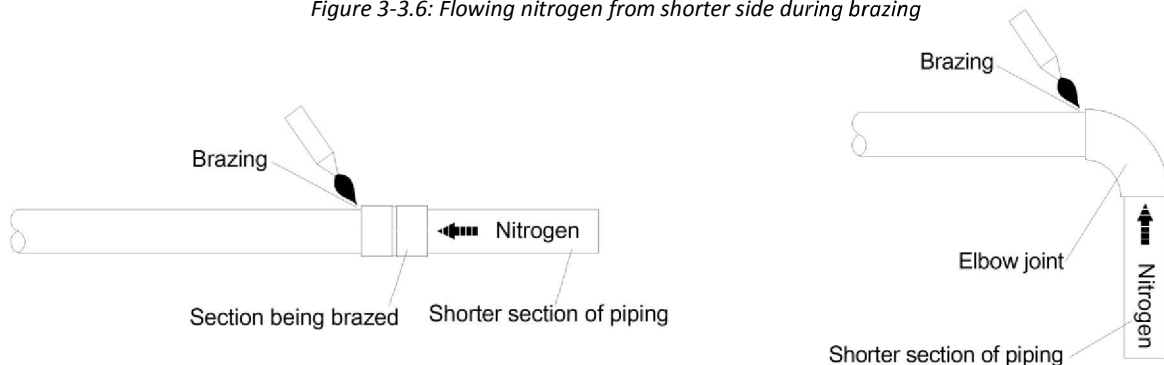 Figure 3-3.6: Flowing nitrogen from shorter side during brazing
Brazing
Nitrogen
Section being brazed
Shorter section of piping
Brazing
Elbow joint
Nitrogen
Shorter section of piping